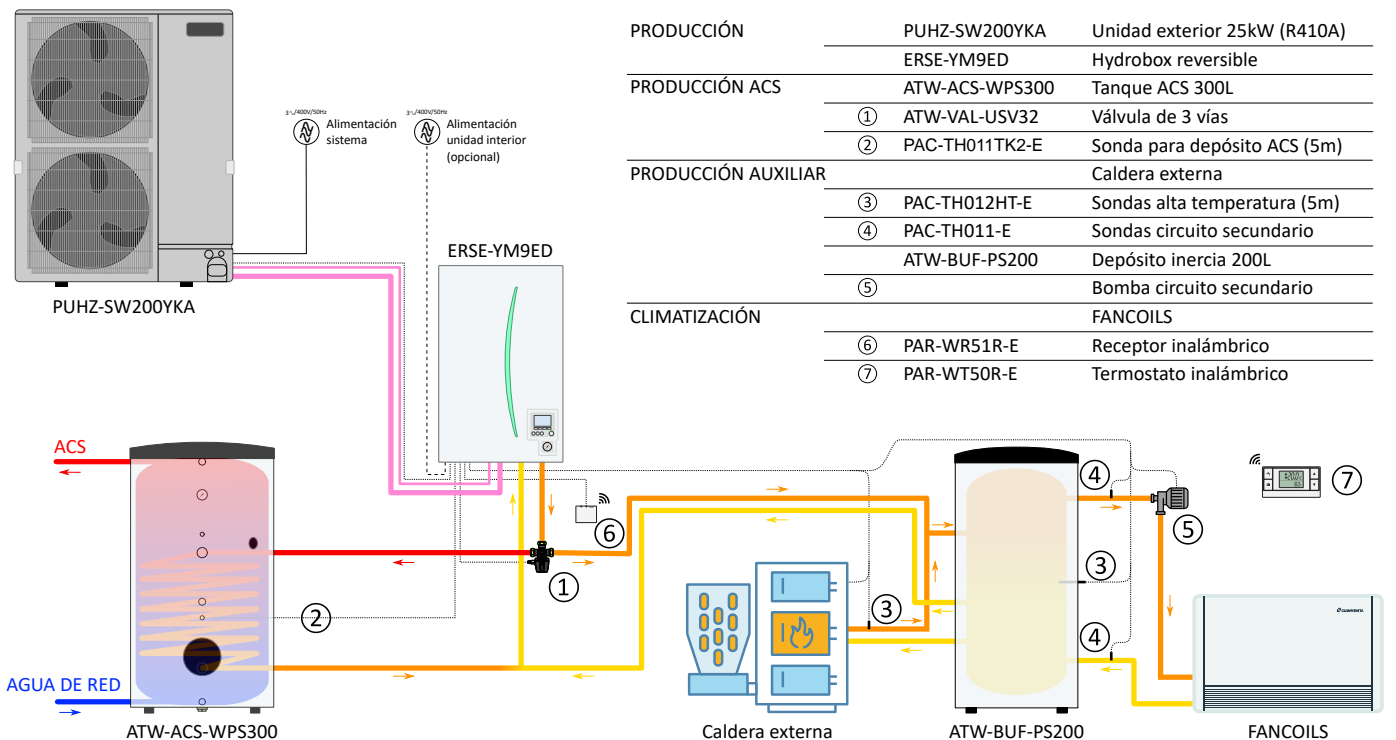 PRODUCCIÓN PUHZ-SW200YKA Unidad exterior 25kW (R410A)
ERSE-YM9ED Hydrobox reversible
PRODUCCIÓN ACS ATW-ACS-WPS300 Tanque ACS 300L
1 ATW-VAL-USV32 Válvula de 3 vías
2 PAC-TH011TK2-E Sonda para depósito ACS (5m)
PRODUCCIÓN AUXILIAR Caldera externa
3 PAC-TH012HT-E Sondas alta temperatura (5m)
4 PAC-TH011-E Sondas circuito secundario
ATW-BUF-PS200 Depósito inercia 200L
5 Bomba circuito secundario
CLIMATIZACIÓN FANCOILS
6 PAR-WR51R-E Receptor inalámbrico
7 PAR-WT50R-E Termostato inalámbrico
3~/400V/50Hz
Alimentación
sistema
3~/400V/50Hz
Alimentación
unidad interior
(opcional)
PUHZ-SW200YKA
ERSE-YM9ED
ACS
AGUA DE RED
ATW-ACS-WPS300
2
1
6
3
Caldera externa
4
3
4
ATW-BUF-PS200
5
7
FANCOILS